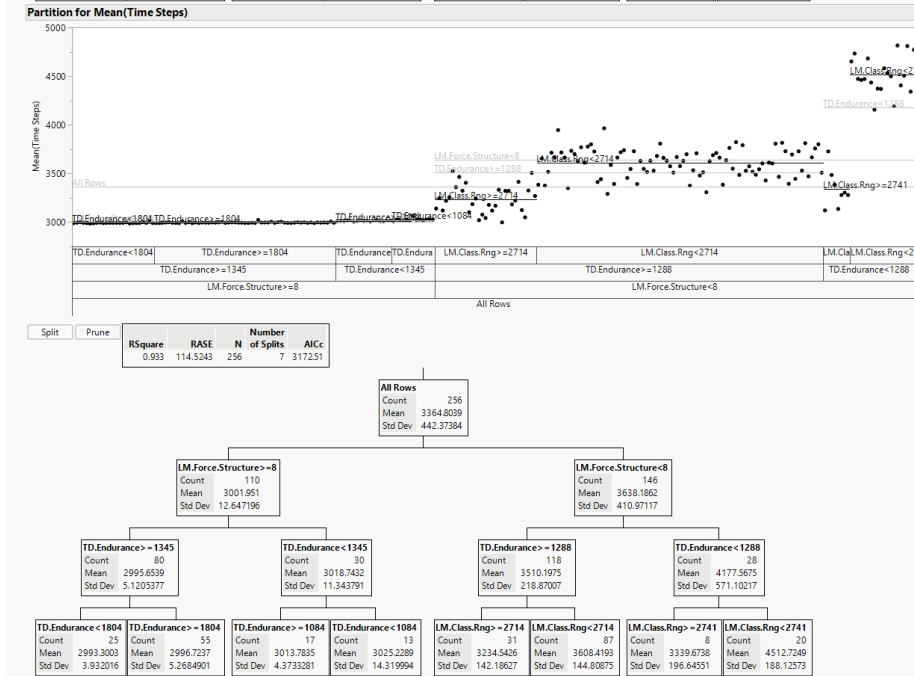 Partition for Mean(Time Steps)
5000
4500
4000
3500
3000
Mean(Time Steps)
All Rows
TD.Endurance<1804
TD.Endurance>=1804
TD.Endurance>=1084
TD.Endurance<1084
LM.Force.Structure<8
TD.Endurance>=1288
LM.Class.Rng>=2714
LM.Class.Rng<2714
TD.Endurance<1288
LM.Class.Rng>=2741
LM.Class.Rng<2
TD.Endurance<1804 TD.Endurance>=1804 TD.Endurance TD.Endura LM.Class.Rng>=2714 LM.Class.Rng<2714 LM.Cla LM.Class.Rng<2
TD.Endurance>=1345 TD.Endurance<1345 TD.Endurance>=1288 TD.Endurance<1288
LM.Force.Structure>=8 LM.Force.Structure<8
All Rows
Split Prune
RSquare RASE N Number of Splits AICc
0.933 114.5243 256 7 3172.51
All Rows
Count 256
Mean 3364.8039
Std Dev 442.37384
LM.Force.Structure>=8
Count 110
Mean 3001.951
Std Dev 12.647196
LM.Force.Structure<8
Count 146
Mean 3638.1862
Std Dev 410.97117
TD.Endurance>=1345
Count 80
Mean 2995.6539
Std Dev 5.1205377
TD.Endurance<1345
Count 30
Mean 3018.7432
Std Dev 11.343791
TD.Endurance>=1288
Count 118
Mean 3510.1975
Std Dev 218.87007
TD.Endurance<1288
Count 28
Mean 4177.5675
Std Dev 571.10217
TD.Endurance<1804
Count 25
Mean 2993.3003
Std Dev 3.932016
TD.Endurance>=1804
Count 55
Mean 2996.7237
Std Dev 5.2684901
TD.Endurance>=1084
Count 17
Mean 3013.7835
Std Dev 4.3733281
TD.Endurance<1084
Count 13
Mean 3025.2289
Std Dev 14.319994
LM.Class.Rng>=2714
Count 31
Mean 3234.5426
Std Dev 142.18627
LM.Class.Rng<2714
Count 87
Mean 3608.4193
Std Dev 144.80875
LM.Class.Rng>=2741
Count 8
Mean 3339.6738
Std Dev 196.64551
LM.Class.Rng<2741
Count 20
Mean 4512.7249
Std Dev 188.12573